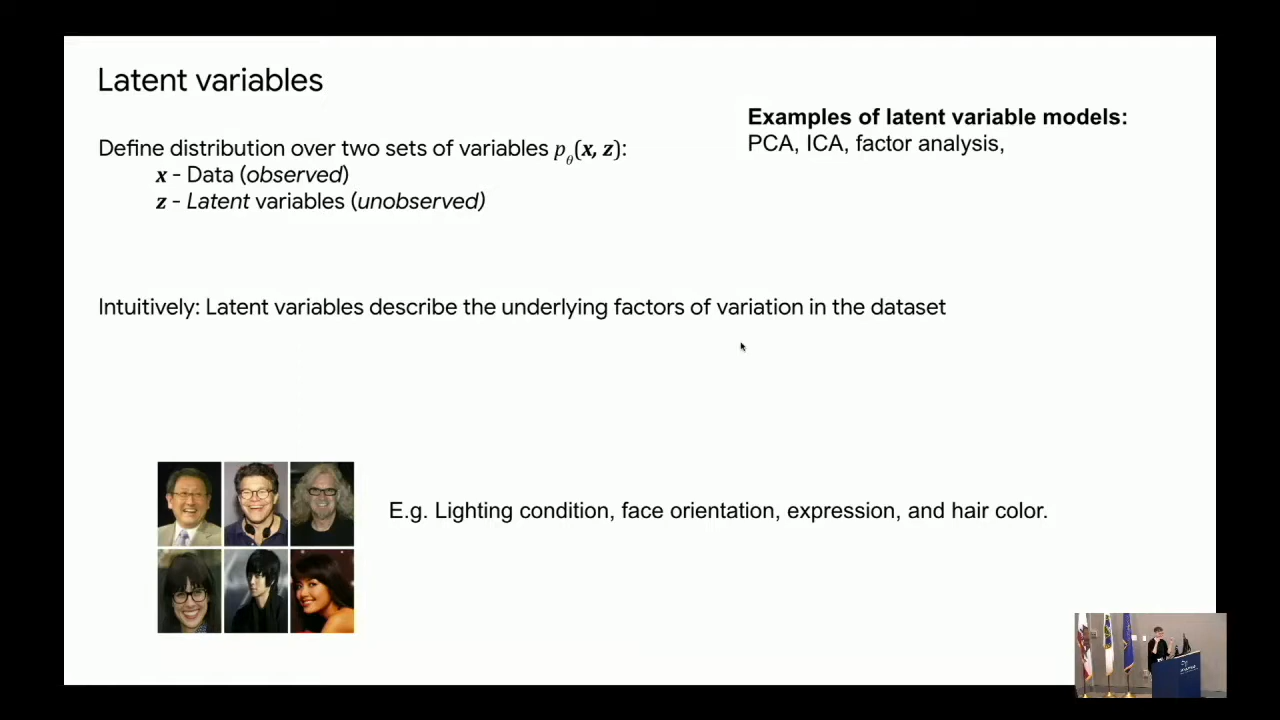 Latent variables
Examples of latent variable models:
PCA, ICA, factor analysis,
Define distribution over two sets of variables pθ(x, z):
x - Data (observed)
z - Latent variables (unobserved)
Intuitively: Latent variables describe the underlying factors of variation in the dataset
E.g. Lighting condition, face orientation, expression, and hair color.